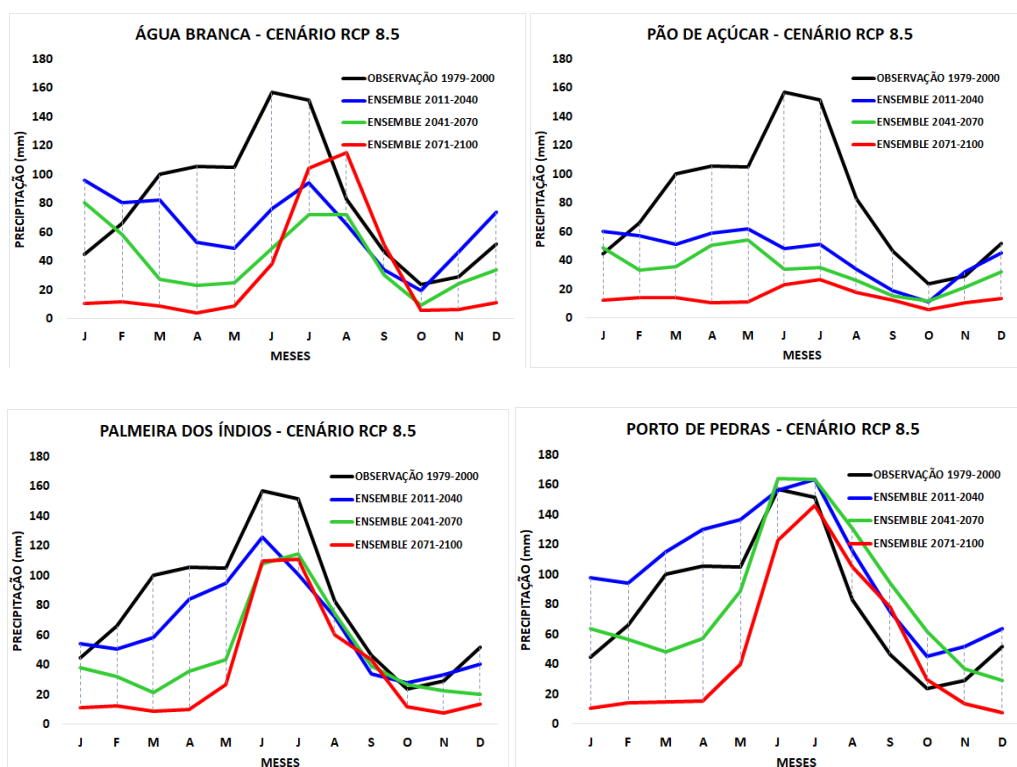 ÁGUA BRANCA - CENÁRIO RCP 8.5
180
160
140
120
100
80
60
40
20
0
PRECIPITAÇÃO (mm)
OBSERVAÇÃO 1979-2000
ENSEMBLE 2011-2040
ENSEMBLE 2041-2070
ENSEMBLE 2071-2100
J F M A M J J A S O N D
MESES
PÃO DE AÇÚCAR - CENÁRIO RCP 8.5
180
160
140
120
100
80
60
40
20
0
PRECIPITAÇÃO (mm)
OBSERVAÇÃO 1979-2000
ENSEMBLE 2011-2040
ENSEMBLE 2041-2070
ENSEMBLE 2071-2100
J F M A M J J A S O N D
MESES
PALMEIRA DOS ÍNDIOS - CENÁRIO RCP 8.5
180
160
140
120
100
80
60
40
20
0
PRECIPITAÇÃO (mm)
OBSERVAÇÃO 1979-2000
ENSEMBLE 2011-2040
ENSEMBLE 2041-2070
ENSEMBLE 2071-2100
J F M A M J J A S O N D
MESES
PORTO DE PEDRAS - CENÁRIO RCP 8.5
180
160
140
120
100
80
60
40
20
0
PRECIPITAÇÃO (mm)
OBSERVAÇÃO 1979-2000
ENSEMBLE 2011-2040
ENSEMBLE 2041-2070
ENSEMBLE 2071-2100
J F M A M J J A S O N D
MESES